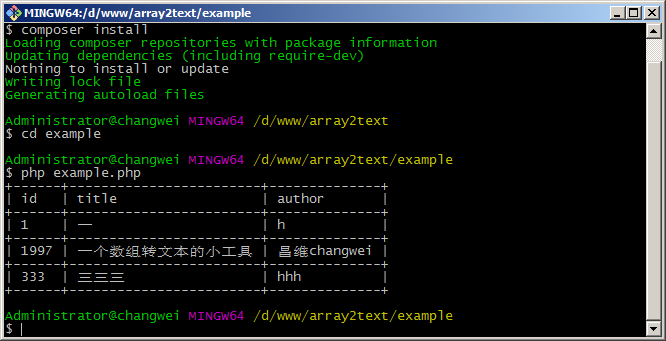 MINGW64:/d/www/array2text/example
$ composer install
Loading composer repositories with package information
Updating dependencies (including require-dev)
Nothing to install or update
Writing lock file
Generating autoload files
Administrator@changwei MINGW64 /d/www/array2text
$ cd example
Administrator@changwei MINGW64 /d/www/array2text/example
$ php example.php
+------+------------------------+--------------+
| id   | title                  | author       |
+------+------------------------+--------------+
| 1    | 一                     | h            |
+------+------------------------+--------------+
| 1997 | 一个数组转文本的小工具 | 昌维changwei |
+------+------------------------+--------------+
| 333  | 三三三                 | hhh          |
+------+------------------------+--------------+
Administrator@changwei MINGW64 /d/www/array2text/example
$